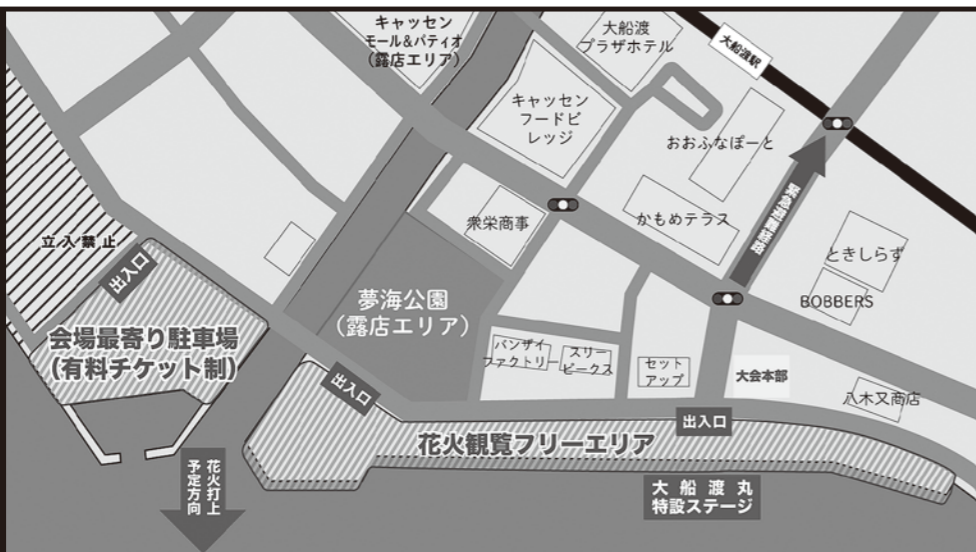 キャッセン
モール&パティオ
(露店エリア)
大船渡
プラザホテル
大船渡駅
キャッセン
フードビ
レッジ
おおふなぽーと
衆栄商事
かもめテラス
緊急避難経路
ときしらず
BOBBERS
立入禁止
出入口
会場最寄り駐車場
(有料チケット制)
夢海公園
(露店エリア)
バンザイ
ファクトリー
スリー
ピークス
セット
アップ
大会本部
八木又商店
出入口
出入口
花火観覧フリーエリア
花火打上
予定方向
大船渡丸
特設ステージ